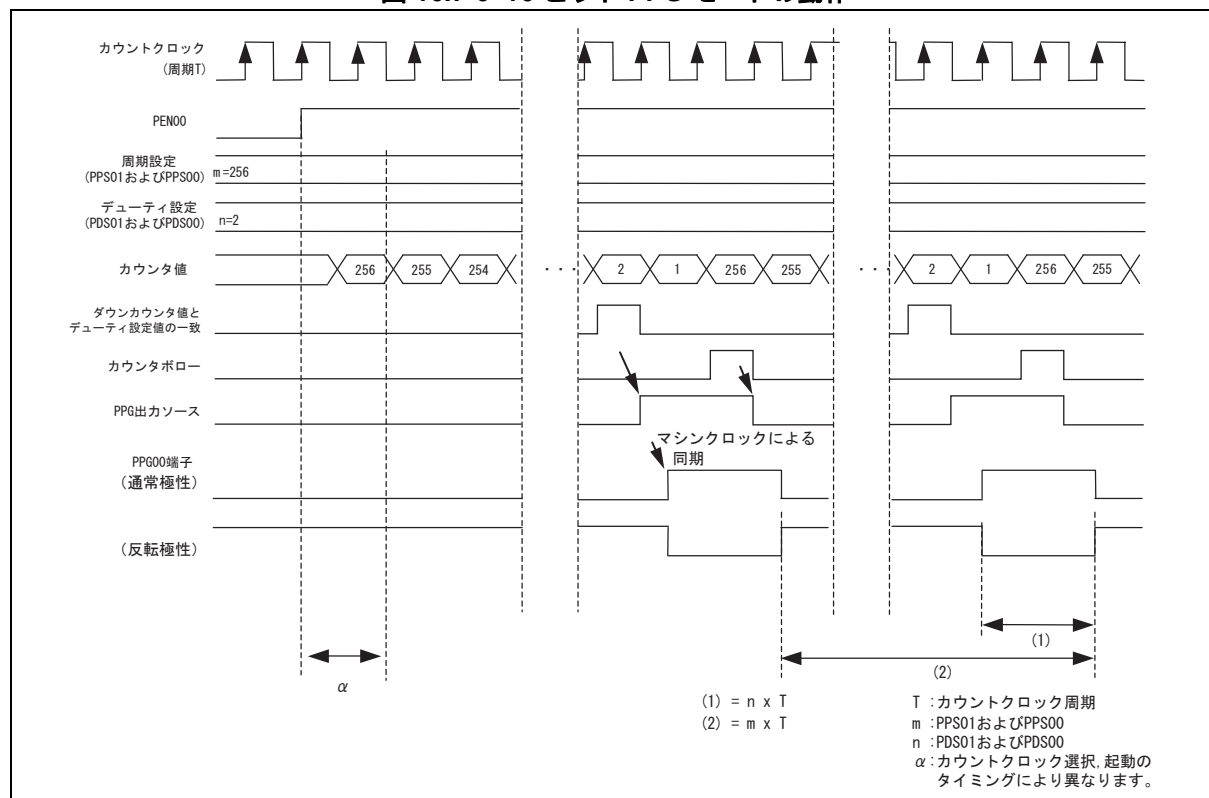 カウントクロック
(周期T)
PEN00
周期設定
(PPS01およびPPS00) m=256
デューティ設定
(PDS01およびPDS00) n=2
カウンタ値 256 255 254 ・・・ 2 1 256 255 ・・・ 2 1 256 255
ダウンカウンタ値と
デューティ設定値の一致
カウンタボロー
PPG出力ソース
マシンクロックによる
同期
PPG00端子
(通常極性)
(反転極性)
(1)
(2)
α
(1) = n x T
(2) = m x T
T :カウントクロック周期
m :PPS01およびPPS00
n :PDS01およびPDS00
α:カウントクロック選択,起動の
タイミングにより異なります。